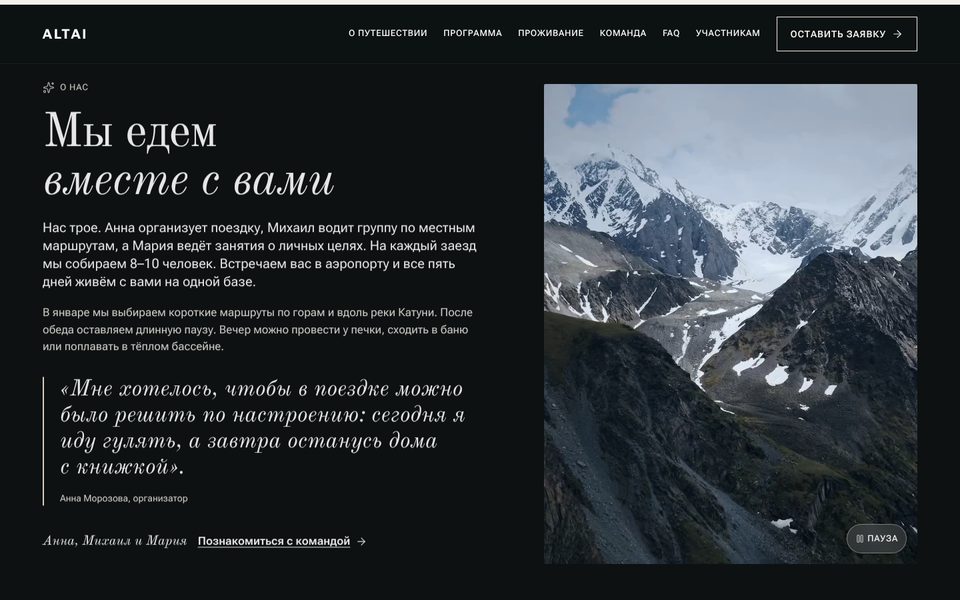 ALTAI
О ПУТЕШЕСТВИИ
ПРОГРАММА
ПРОЖИВАНИЕ
КОМАНДА
FAQ
УЧАСТНИКАМ
ОСТАВИТЬ ЗАЯВКУ →
О НАС
Мы едем
вместе с вами
Нас трое. Анна организует поездку, Михаил водит группу по местным
маршрутам, а Мария ведёт занятия о личных целях. На каждый заезд
мы собираем 8–10 человек. Встречаем вас в аэропорту и все пять
дней живём с вами на одной базе.
В январе мы выбираем короткие маршруты по горам и вдоль реки Катуни. После
обеда оставляем длинную паузу. Вечер можно провести у печки, сходить в баню
или поплавать в тёплом бассейне.
«Мне хотелось, чтобы в поездке можно
было решить по настроению: сегодня я
иду гулять, а завтра останусь дома
с книжкой».
Анна Морозова, организатор
Анна, Михаил и Мария
Познакомиться с командой →
ПАУЗА